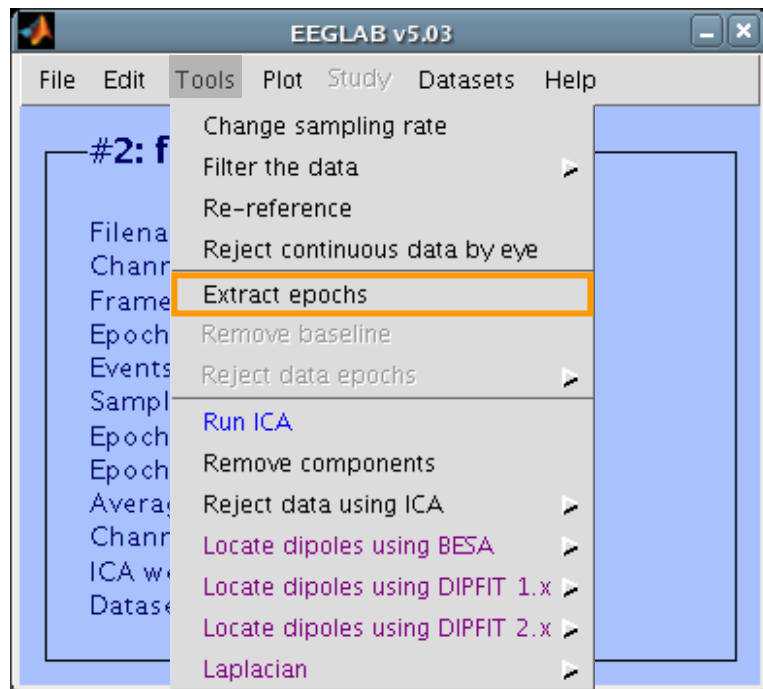 EEGLAB v5.03
File Edit Tools Plot Study Datasets Help
#2: f
Change sampling rate
Filter the data
Re-reference
Reject continuous data by eye
Extract epochs
Remove baseline
Reject data epochs
Run ICA
Remove components
Reject data using ICA
Locate dipoles using BESA
Locate dipoles using DIPFIT 1.x
Locate dipoles using DIPFIT 2.x
Laplacian
Filena
Chann
Frame
Epoch
Events
Sampl
Epoch
Epoch
Averag
Chann
ICA we
Datase